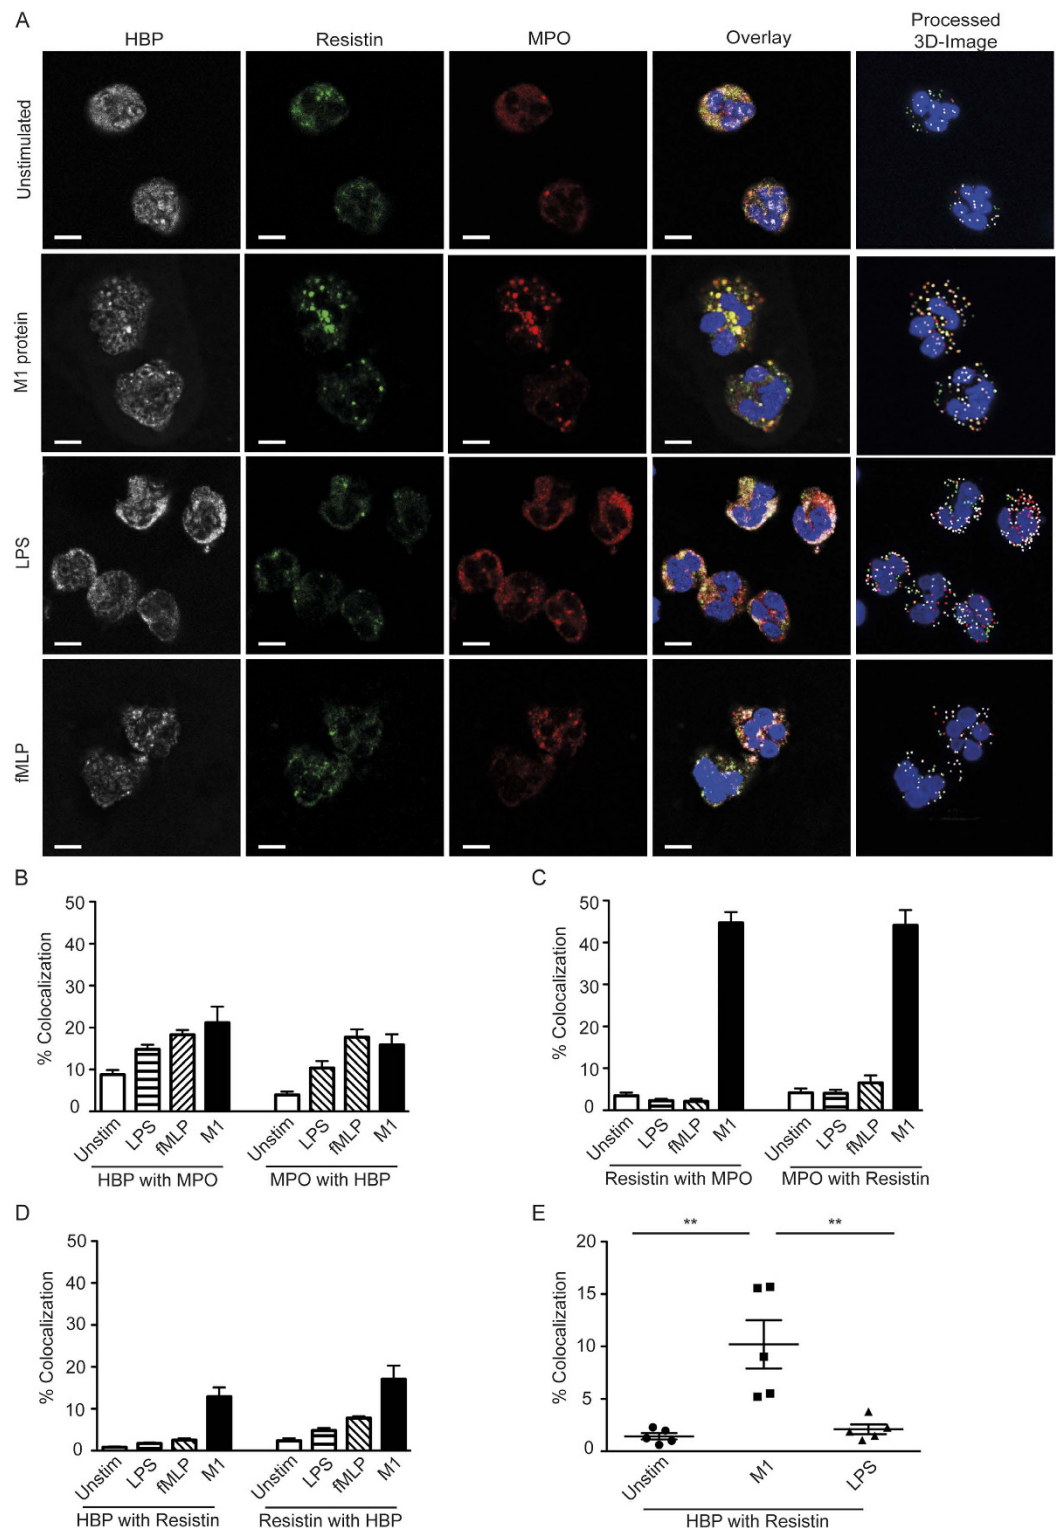 A
HBP
Resistin
MPO
Overlay
Processed
3D-Image
Unstimulated
M1 protein
LPS
fMLP
B
% Colocalization
50
40
30
20
10
0
Unstim
LPS
fMLP
M1
Unstim
LPS
fMLP
M1
HBP with MPO
MPO with HBP
C
% Colocalization
50
40
30
20
10
0
Unstim
LPS
fMLP
M1
Unstim
LPS
fMLP
M1
Resistin with MPO
MPO with Resistin
D
% Colocalization
50
40
30
20
10
0
Unstim
LPS
fMLP
M1
Unstim
LPS
fMLP
M1
HBP with Resistin
Resistin with HBP
E
** **
% Colocalization
20
15
10
5
0
Unstim
M1
LPS
HBP with Resistin